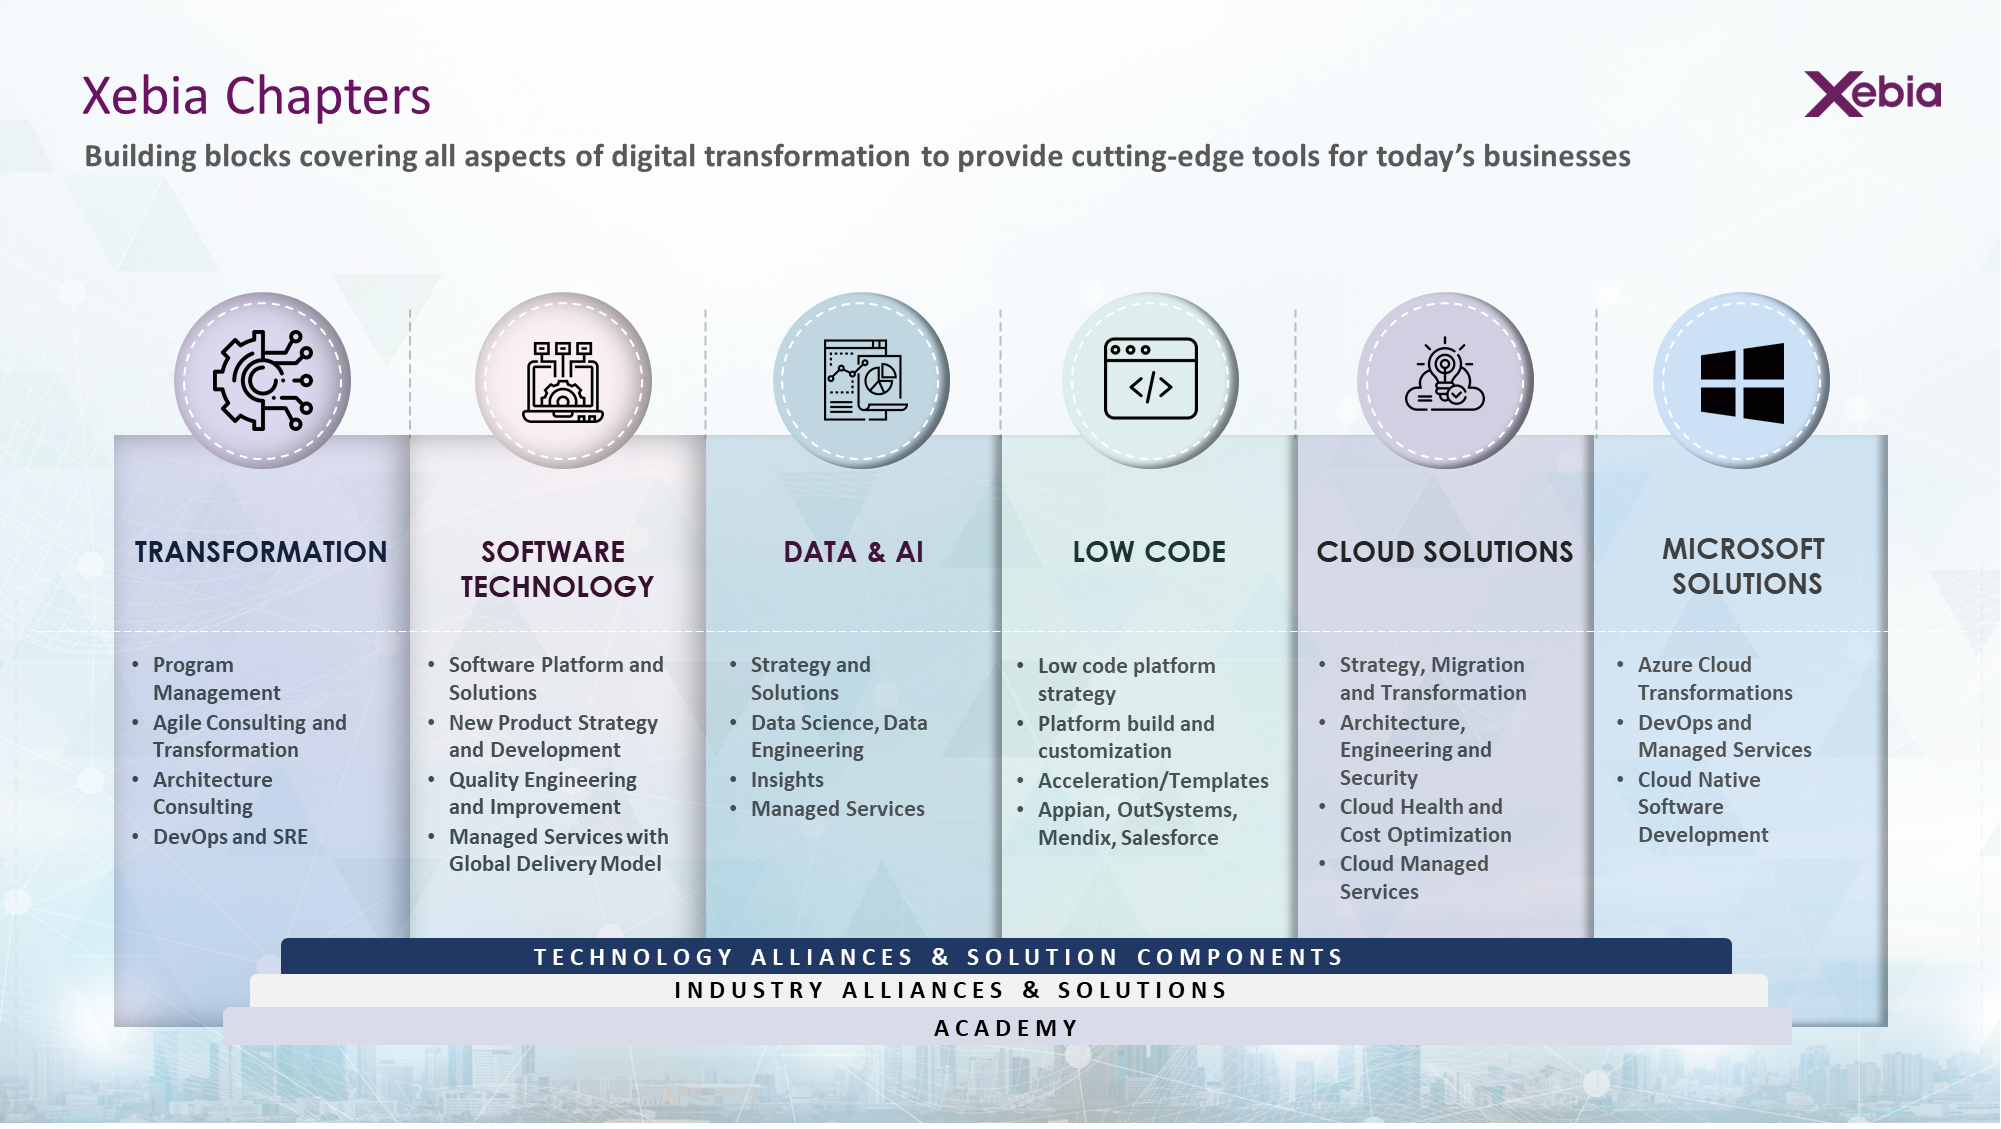 Xebia Chapters
Xebia
Building blocks covering all aspects of digital transformation to provide cutting-edge tools for today's businesses
TRANSFORMATION
• Program
Management
• Agile Consulting and
Transformation
• Architecture
Consulting
• DevOps and SRE
SOFTWARE
TECHNOLOGY
• Software Platform and
Solutions
• New Product Strategy
and Development
• Quality Engineering
and Improvement
• Managed Services with
Global Delivery Model
DATA & AI
• Strategy and
Solutions
• Data Science, Data
Engineering
• Insights
• Managed Services
LOW CODE
• Low code platform
strategy
• Platform build and
customization
• Acceleration/Templates
• Appian, OutSystems,
Mendix, Salesforce
CLOUD SOLUTIONS
• Strategy, Migration
and Transformation
• Architecture,
Engineering and
Security
• Cloud Health and
Cost Optimization
• Cloud Managed
Services
MICROSOFT
SOLUTIONS
• Azure Cloud
Transformations
• DevOps and
Managed Services
• Cloud Native
Software
Development
TECHNOLOGY ALLIANCES & SOLUTION COMPONENTS
INDUSTRY ALLIANCES & SOLUTIONS
ACADEMY